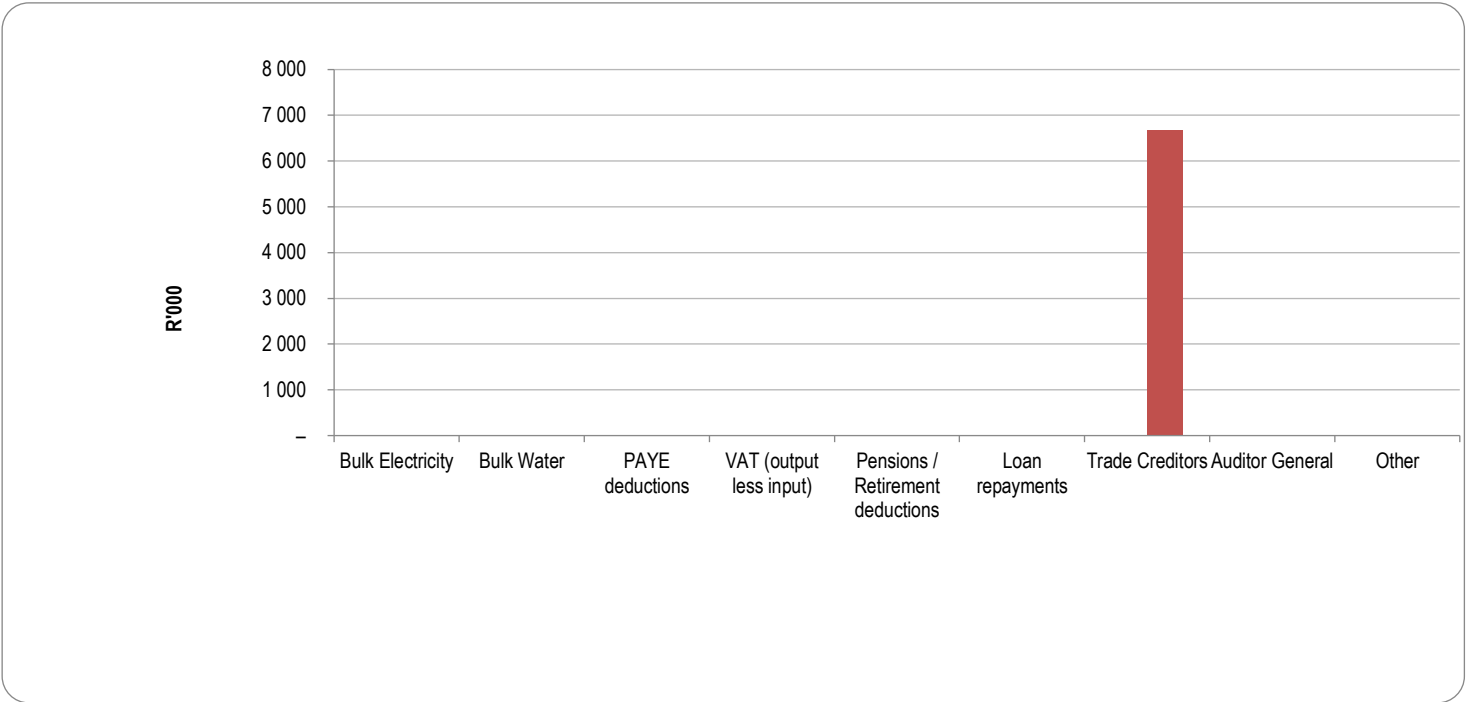 8 000
7 000
6 000
5 000
4 000
3 000
2 000
1 000
–
R'000
Bulk Electricity
Bulk Water
PAYE
deductions
VAT (output
less input)
Pensions /
Retirement
deductions
Loan
repayments
Trade Creditors
Auditor General
Other